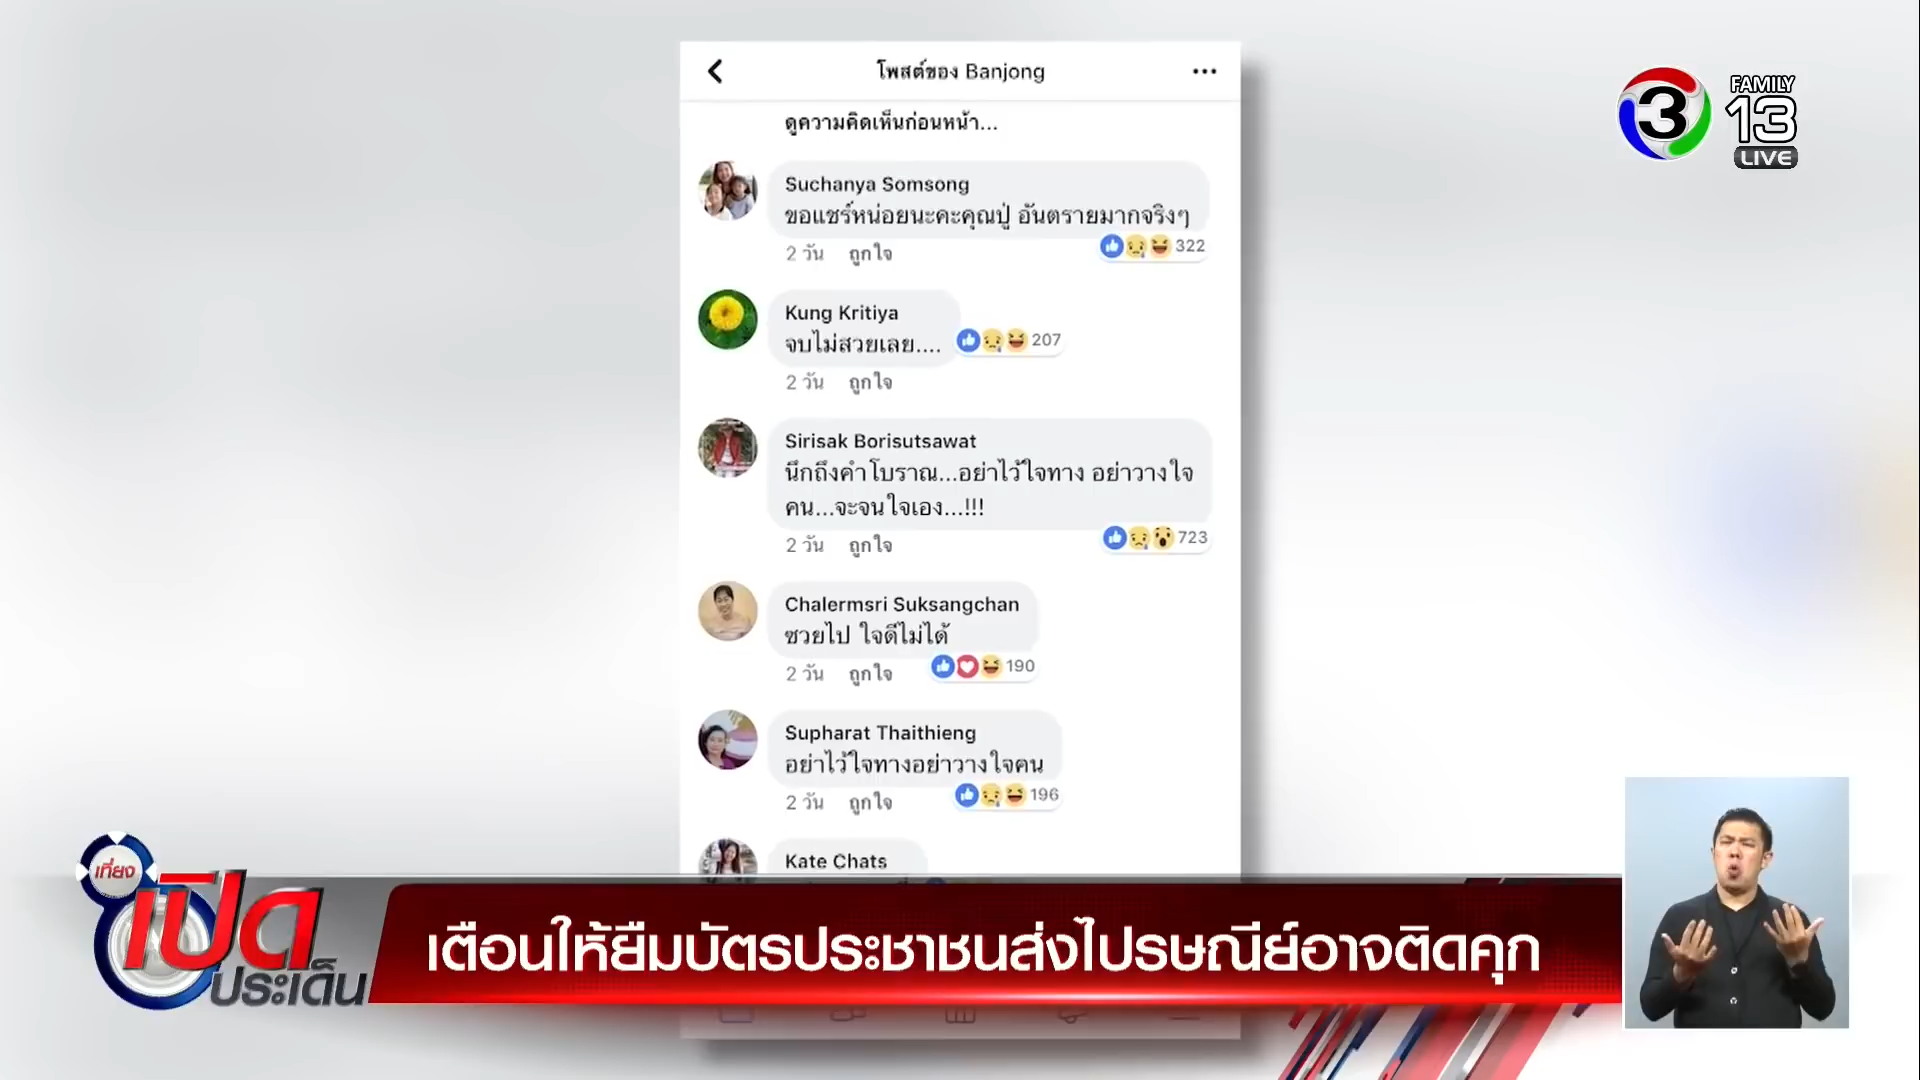 โพสต์ของ Banjong
ดูความคิดเห็นก่อนหน้า...
Suchanya Somsong
ขอแชร์หน่อยนะคะคุณปู่ อันตรายมากจริงๆ
2 วัน ถูกใจ 322
Kung Kritiya
จบไม่สวยเลย.... 207
2 วัน ถูกใจ
Sirisak Borisutsawat
นึกถึงคำโบราณ...อย่าไว้ใจทาง อย่าวางใจ
คน...จะจนใจเอง...!!!
2 วัน ถูกใจ 723
Chalermsri Suksangchan
ซวยไป ใจดีไม่ได้
2 วัน ถูกใจ 190
Supharat Thaithieng
อย่าไว้ใจทางอย่าวางใจคน
2 วัน ถูกใจ 196
Kate Chats
3 FAMILY
13
LIVE
เที่ยง
เปิด
ประเด็น
เตือนให้ยืมบัตรประชาชนส่งไปรษณีย์อาจติดคุก